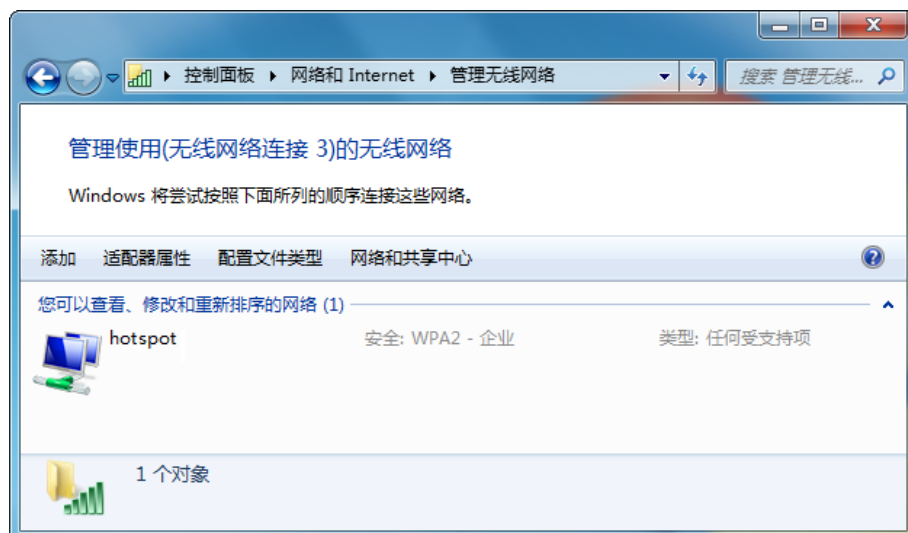 控制面板 ▸ 网络和 Internet ▸ 管理无线网络
搜索 管理无线...
管理使用(无线网络连接 3)的无线网络
Windows 将尝试按照下面所列的顺序连接这些网络。
添加 适配器属性 配置文件类型 网络和共享中心
您可以查看、修改和重新排序的网络 (1)
hotspot 安全: WPA2 - 企业 类型: 任何受支持项
1 个对象